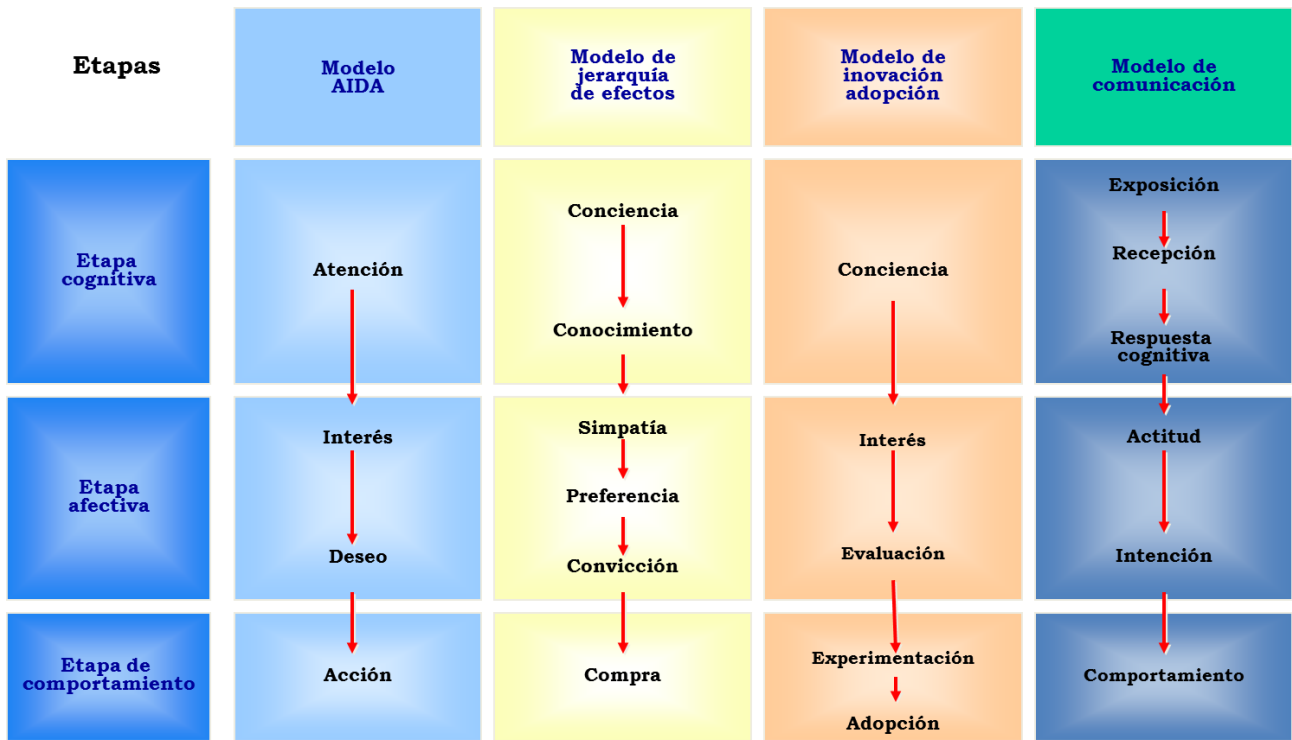 Etapas
Modelo
AIDA
Modelo de
jerarquía
de efectos
Modelo de
inovación
adopción
Modelo de
comunicación
Etapa
cognitiva
Atención
Conciencia
Conocimiento
Conciencia
Exposición
Recepción
Respuesta
cognitiva
Etapa
afectiva
Interés
Deseo
Simpatía
Preferencia
Convicción
Interés
Evaluación
Actitud
Intención
Etapa de
comportamiento
Acción
Compra
Experimentación
Adopción
Comportamiento